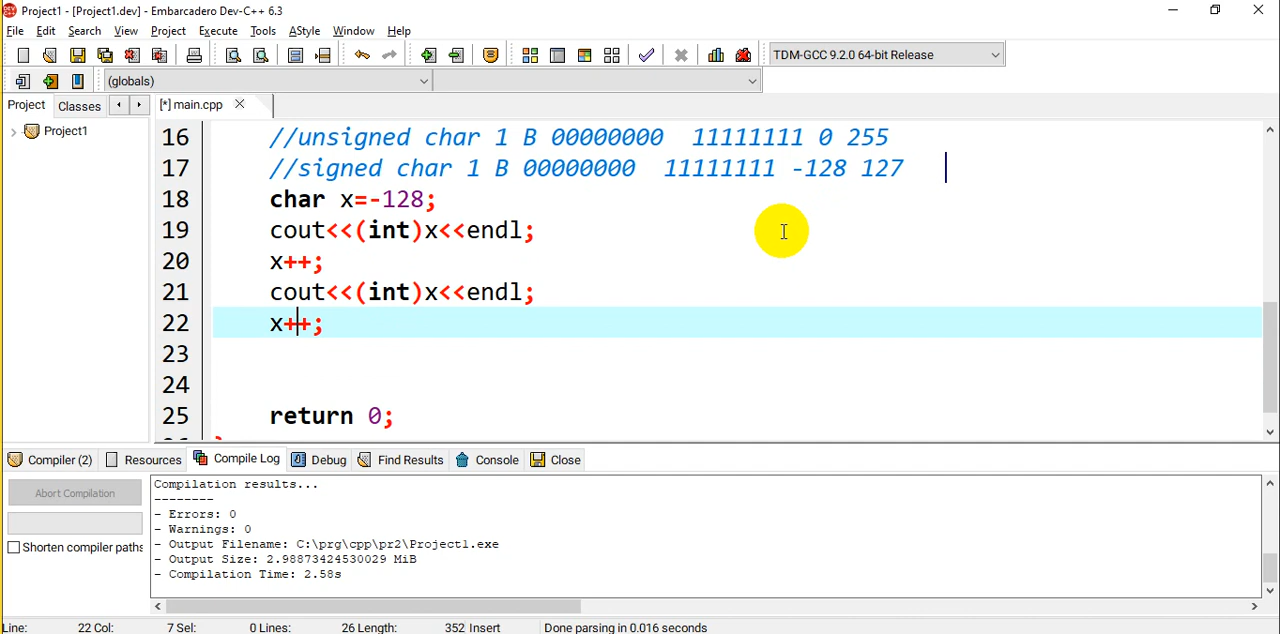 Project1 - [Project1.dev] - Embarcadero Dev-C++ 6.3
File Edit Search View Project Execute Tools AStyle Window Help
TDM-GCC 9.2.0 64-bit Release
(globals)
Project Classes [*] main.cpp
Project1
16 //unsigned char 1 B 00000000  11111111 0 255
17 //signed char 1 B 00000000  11111111 -128 127
18 char x=-128;
19 cout<<(int)x<<endl;
20 x++;
21 cout<<(int)x<<endl;
22 x++;
23
24
25 return 0;
Compiler (2) Resources Compile Log Debug Find Results Console Close
Abort Compilation
Shorten compiler paths
Compilation results...
--------
- Errors: 0
- Warnings: 0
- Output Filename: C:\prg\cpp\pr2\Project1.exe
- Output Size: 2.98873424530029 MiB
- Compilation Time: 2.58s
Line: 22 Col: 7 Sel: 0 Lines: 26 Length: 352 Insert Done parsing in 0.016 seconds